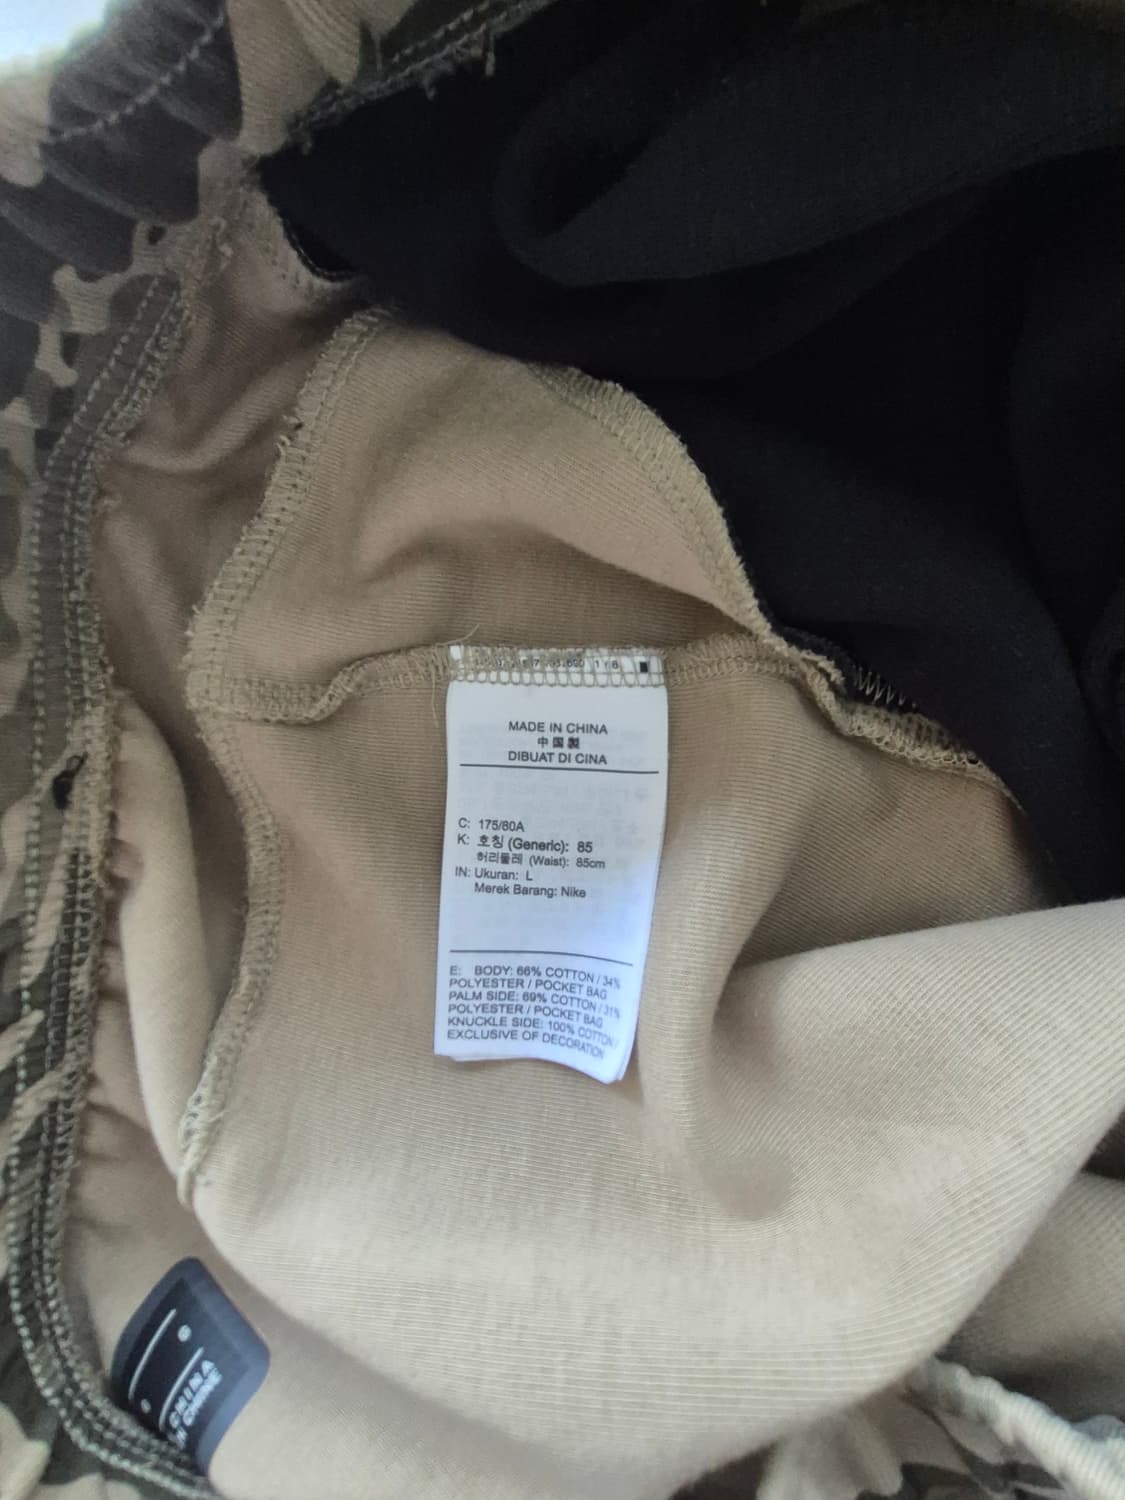 MADE IN CHINA
中国製
DIBUAT DI CINA
C: 175/80A
K: 호칭 (Generic): 85
허리둘레 (Waist): 85cm
IN: Ukuran: L
Merek Barang: Nike
E: BODY: 66% COTTON / 34%
POLYESTER / POCKET BAG
PALM SIDE: 69% COTTON / 31%
POLYESTER / POCKET BAG
KNUCKLE SIDE: 100% COTTON /
EXCLUSIVE OF DECORATION
CHINA
CHINE